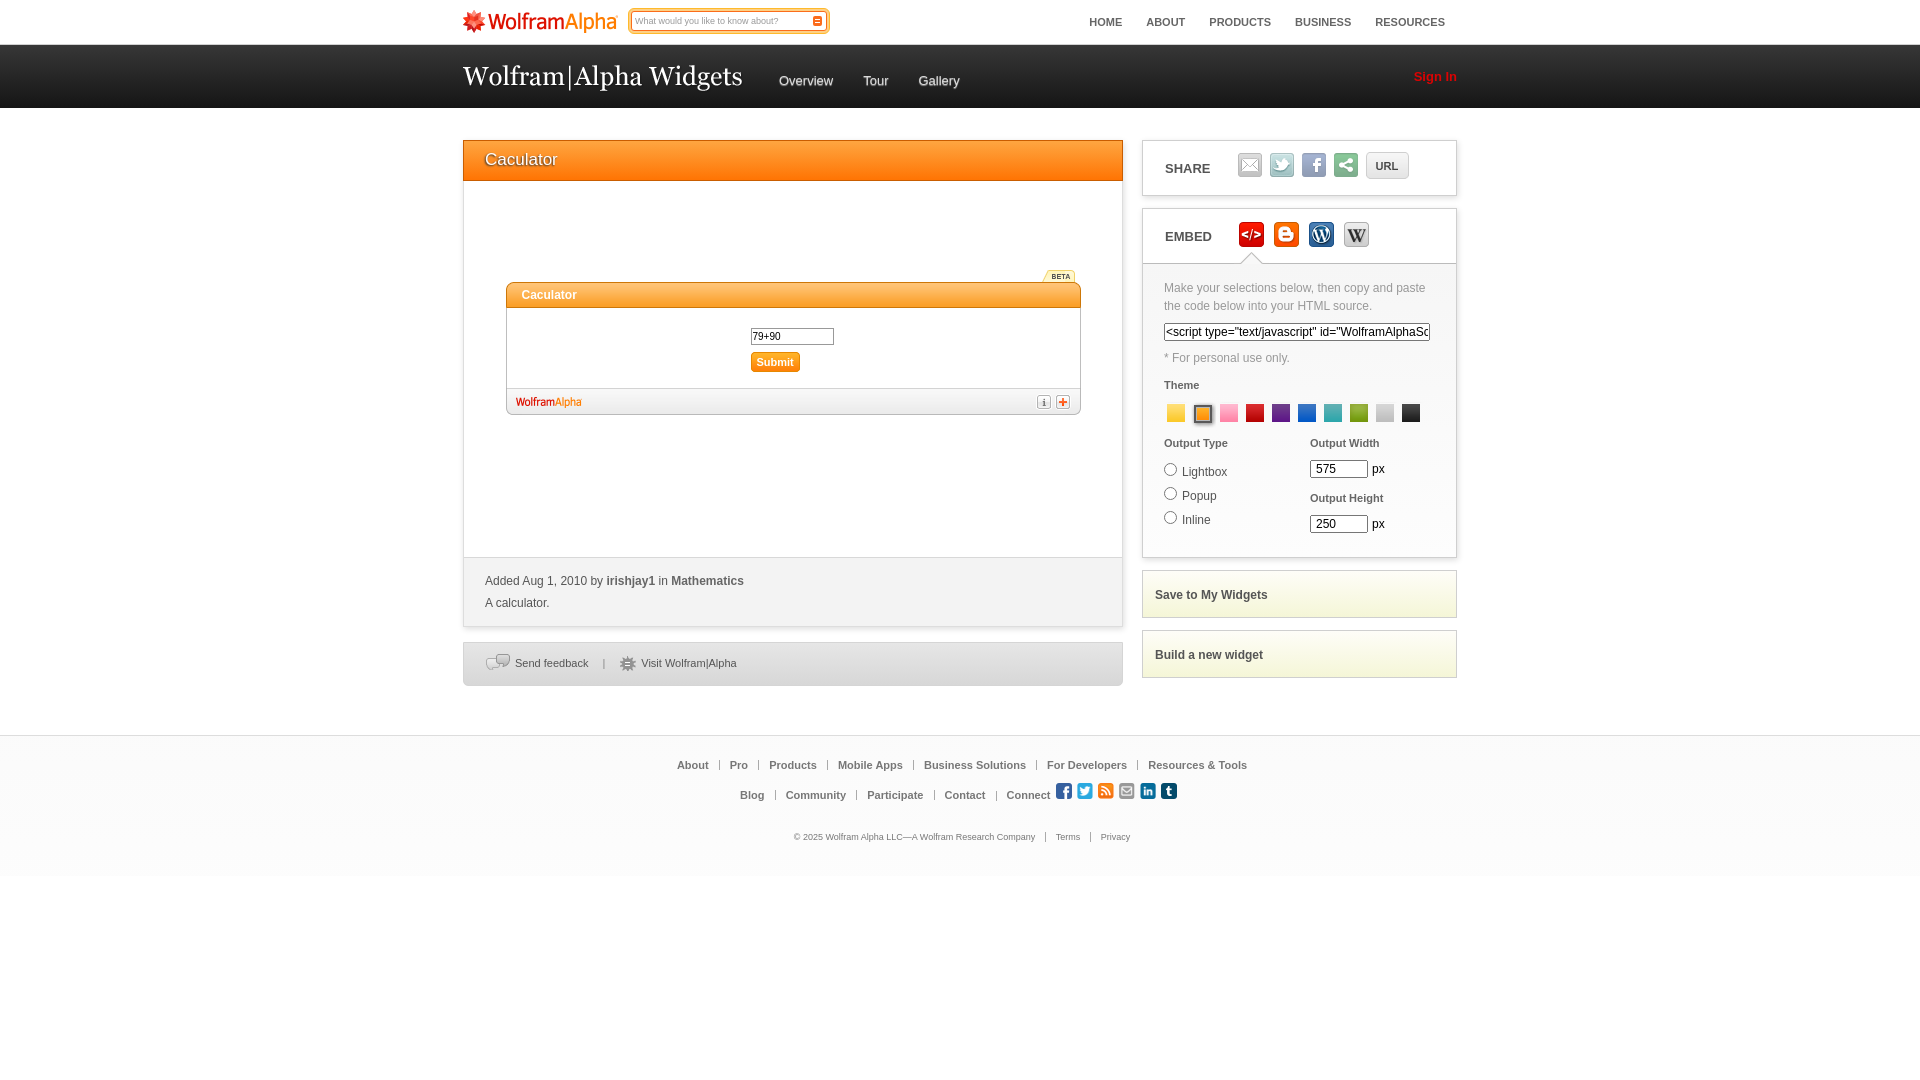 WolframAlpha
What would you like to know about?
HOME ABOUT PRODUCTS BUSINESS RESOURCES
Wolfram|Alpha Widgets
Overview Tour Gallery
Sign In
Caculator
BETA
Caculator
79+90
Submit
WolframAlpha
Added Aug 1, 2010 by irishjay1 in Mathematics
A calculator.
Send feedback | Visit Wolfram|Alpha
SHARE
URL
EMBED
Make your selections below, then copy and paste
the code below into your HTML source.
<script type="text/javascript" id="WolframAlphaSc
* For personal use only.
Theme
Output Type
Lightbox
Popup
Inline
Output Width
575 px
Output Height
250 px
Save to My Widgets
Build a new widget
About | Pro | Products | Mobile Apps | Business Solutions | For Developers | Resources & Tools
Blog | Community | Participate | Contact | Connect
© 2025 Wolfram Alpha LLC—A Wolfram Research Company | Terms | Privacy